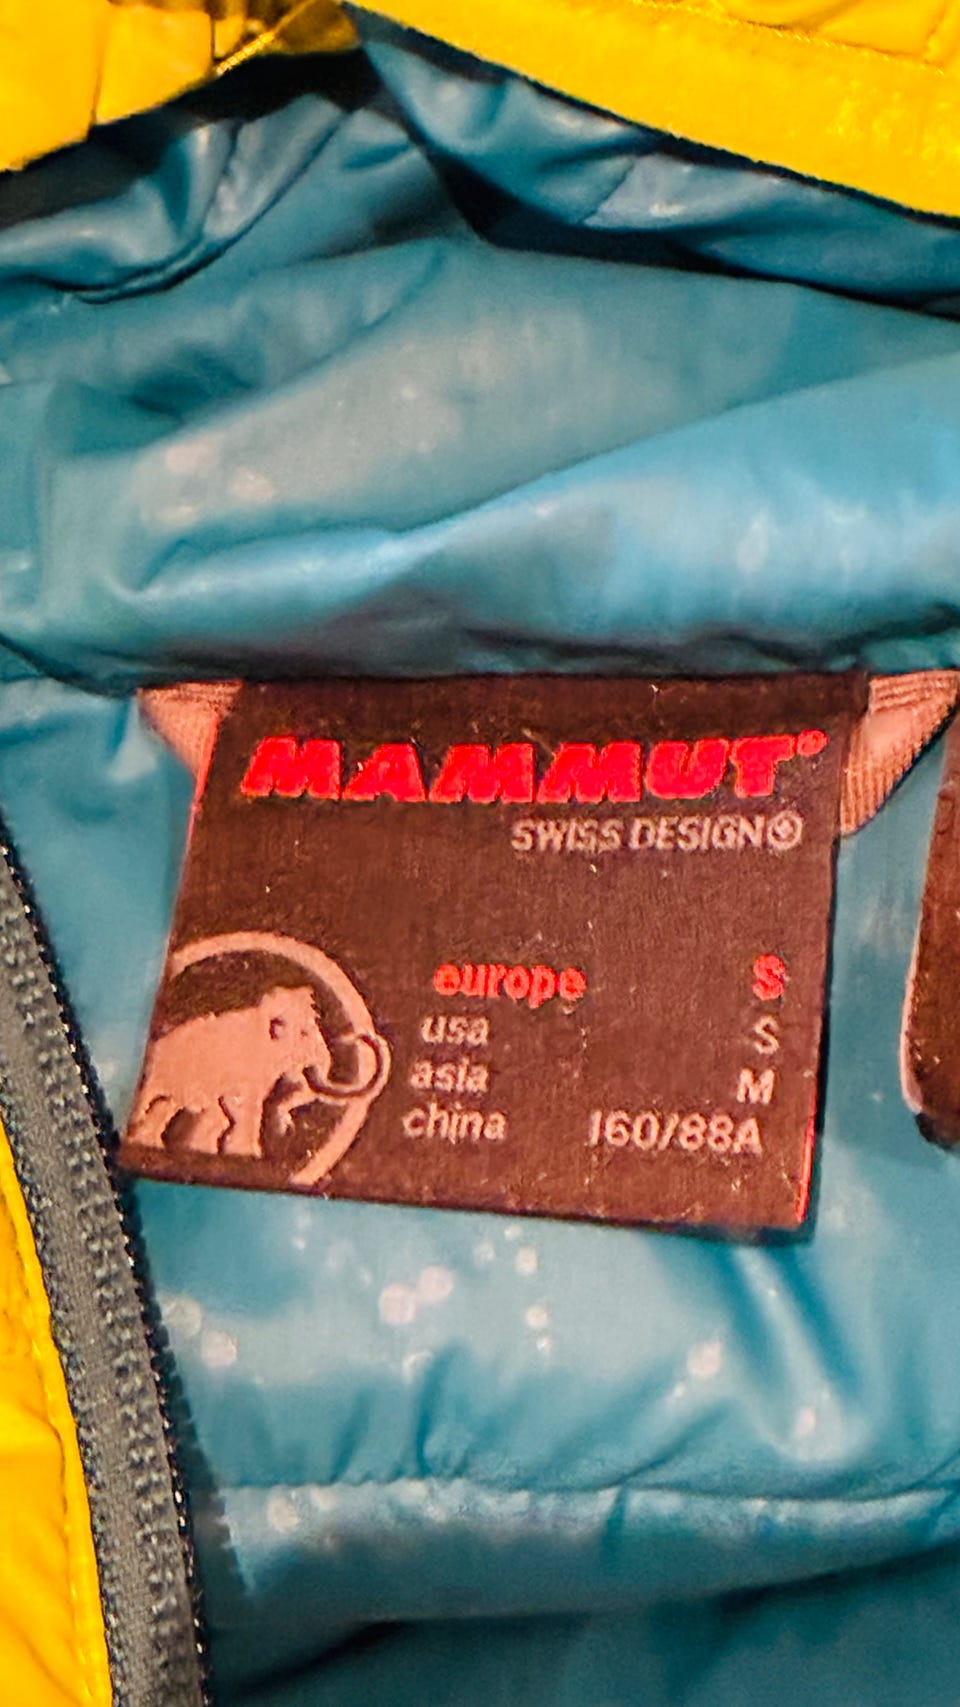 MAMMUT®
SWISS DESIGN
europe S
usa S
asia M
china 160/88A